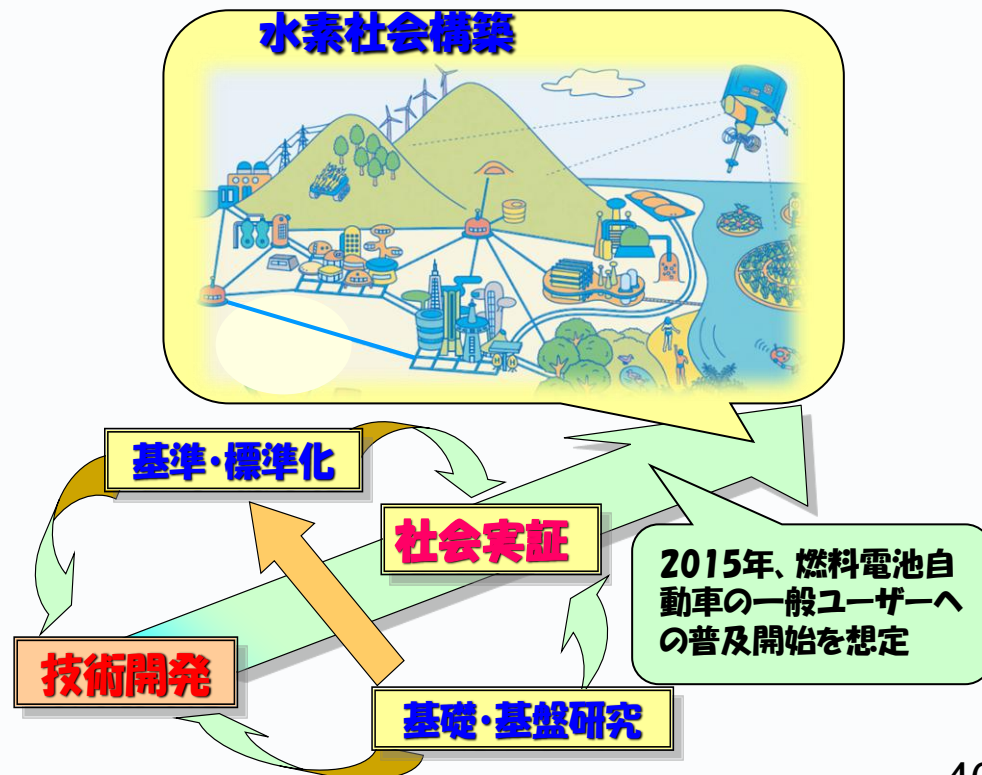 水素社会構築
基準・標準化
社会実証
2015年、燃料電池自
動車の一般ユーザーへ
の普及開始を想定
技術開発
基礎・基盤研究